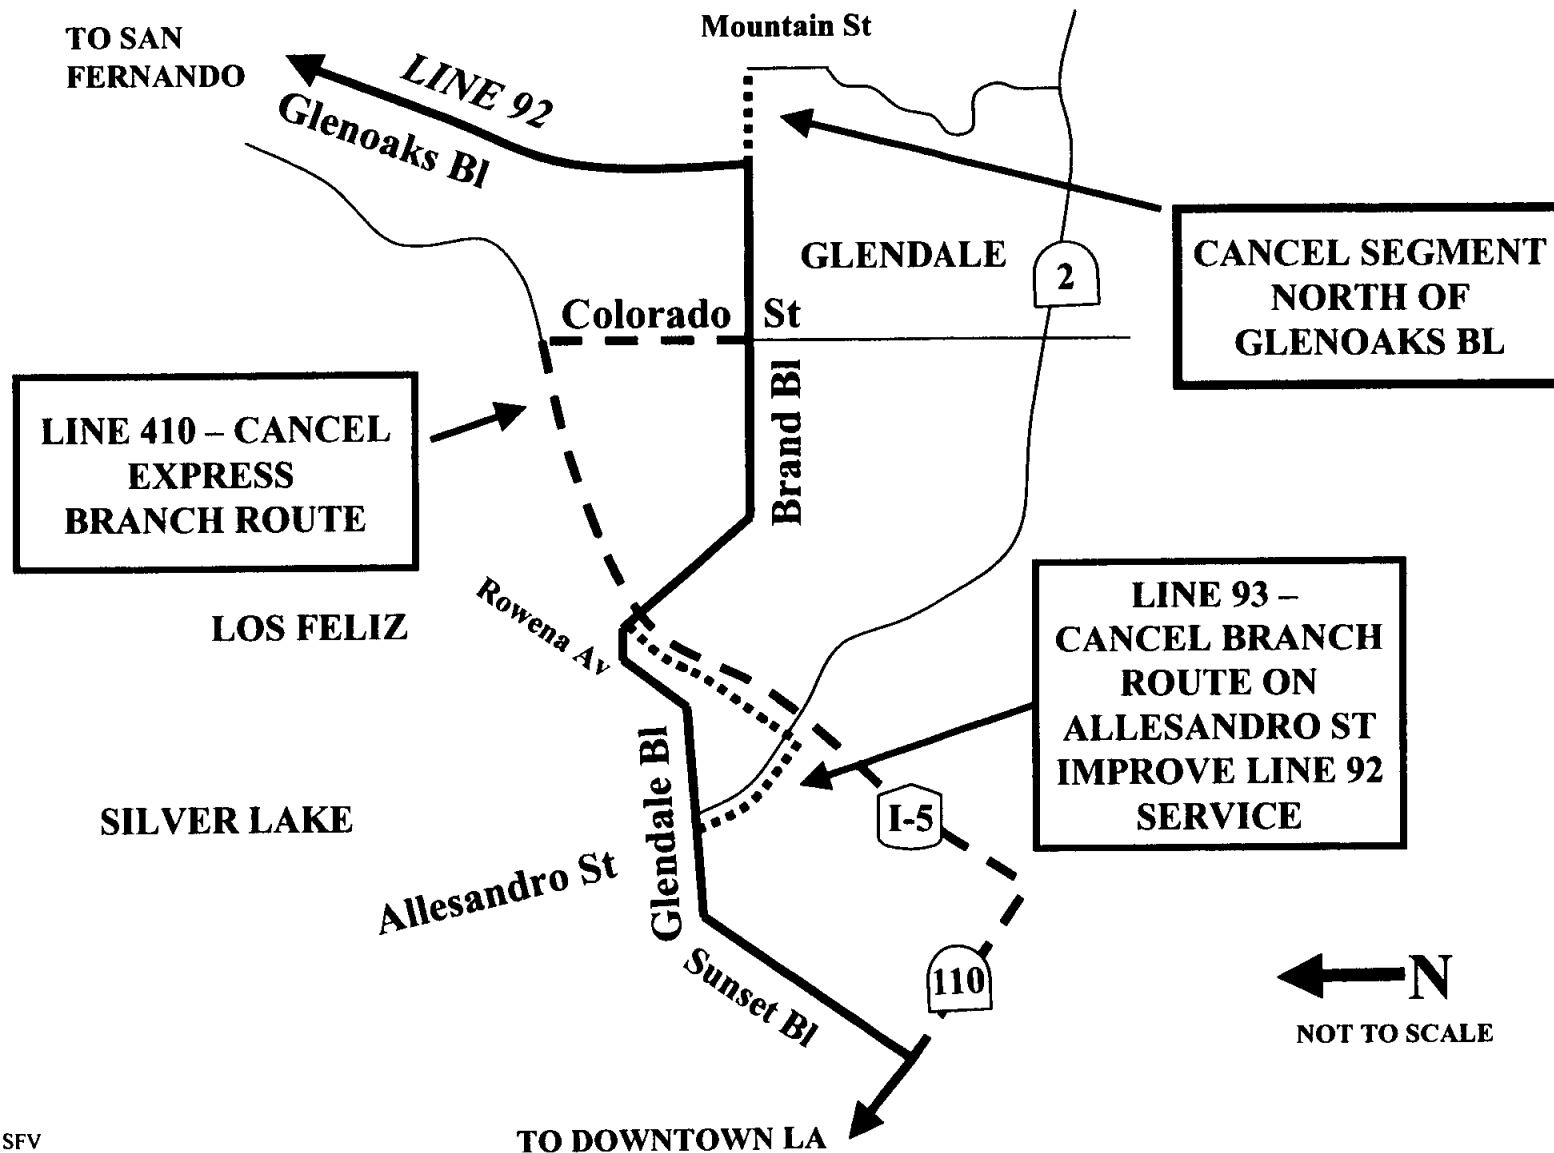 Mountain St
TO SAN
FERNANDO
LINE 92
Glenoaks Bl
CANCEL SEGMENT
NORTH OF
GLENOAKS BL
GLENDALE
2
Colorado St
Brand Bl
LINE 410 – CANCEL
EXPRESS
BRANCH ROUTE
LINE 93 –
CANCEL BRANCH
ROUTE ON
ALLESANDRO ST
IMPROVE LINE 92
SERVICE
Rowena Av
LOS FELIZ
Glendale Bl
SILVER LAKE
I-5
Allesandro St
Sunset Bl
110
N
NOT TO SCALE
SFV
TO DOWNTOWN LA